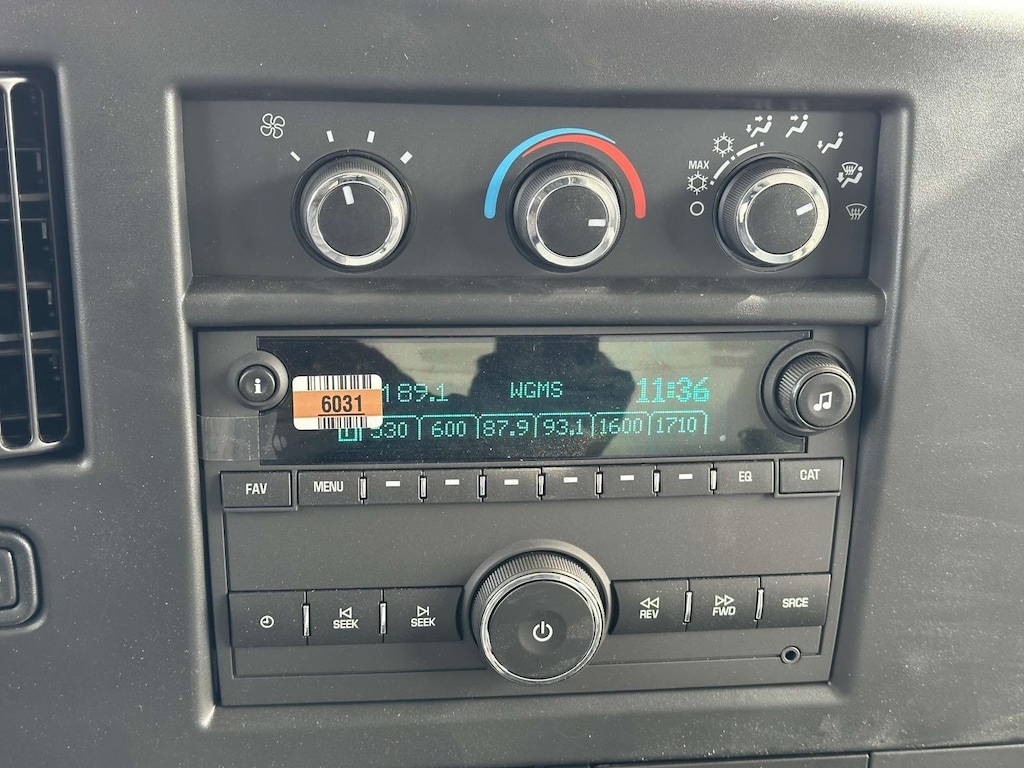 MAX
6031
89.1 WGMS 11:36
530 600 87.9 93.1 1600 1710
i
FAV MENU EQ CAT
SEEK SEEK REV FWD SRCE